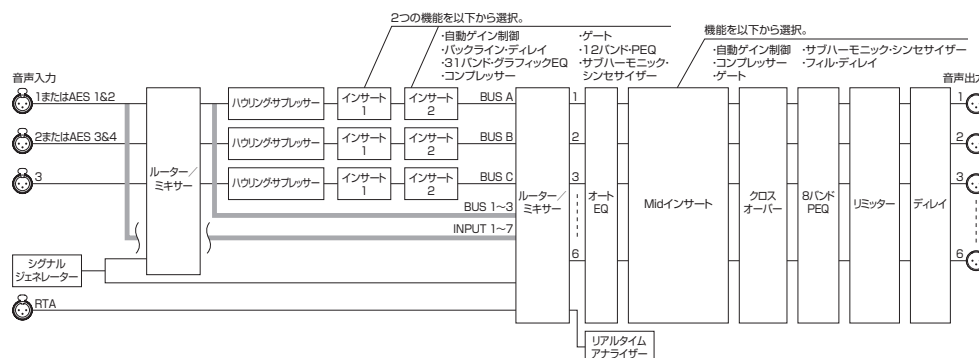 2つの機能を以下から選択。
・自動ゲイン制御
・バックライン・ディレイ
・31バンド・グラフィックEQ
・コンプレッサー
・ゲート
・12バンド・PEQ
・サブハーモニック・
シンセサイザー
機能を以下から選択。
・自動ゲイン制御
・コンプレッサー
・ゲート
・サブハーモニック・シンセサイザー
・フィル・ディレイ
音声入力
1またはAES 1&2
2またはAES 3&4
3
ルーター/
ミキサー
ハウリング・サプレッサー
インサート
1
インサート
2
BUS A
ハウリング・サプレッサー
インサート
1
インサート
2
BUS B
ハウリング・サプレッサー
インサート
1
インサート
2
BUS C
BUS 1~3
INPUT 1~7
シグナル
ジェネレーター
RTA
ルーター/
ミキサー
リアルタイム
アナライザー
1
2
3
6
オート
EQ
Midインサート
クロス
オーバー
8バンド
PEQ
リミッター
ディレイ
音声出力
1
2
3
6